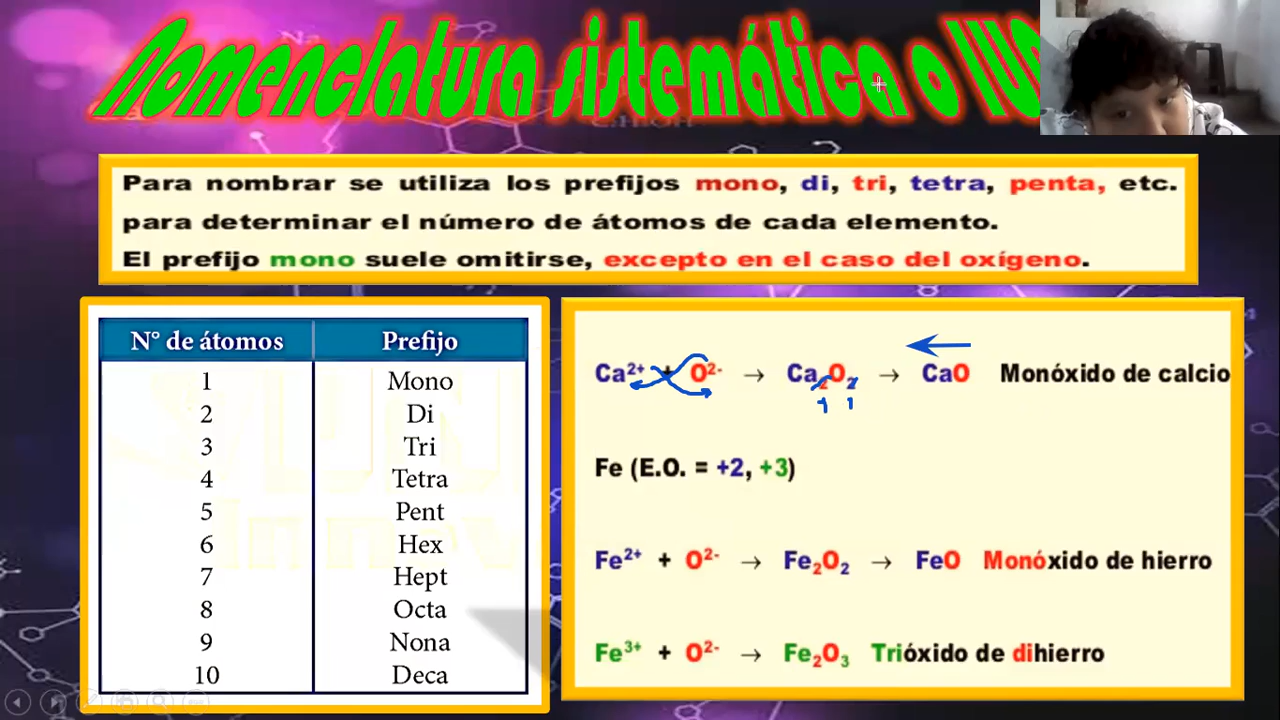 Nomenclatura sistemática o IU
Para nombrar se utiliza los prefijos mono, di, tri, tetra, penta, etc.
para determinar el número de átomos de cada elemento.
El prefijo mono suele omitirse, excepto en el caso del oxígeno.
N° de átomos Prefijo
1 Mono
2 Di
3 Tri
4 Tetra
5 Pent
6 Hex
7 Hept
8 Octa
9 Nona
10 Deca
Ca²⁺ + O²⁻ → Ca₂O₂ → CaO Monóxido de calcio
1 1
Fe (E.O. = +2, +3)
Fe²⁺ + O²⁻ → Fe₂O₂ → FeO Monóxido de hierro
Fe³⁺ + O²⁻ → Fe₂O₃ Trióxido de dihierro